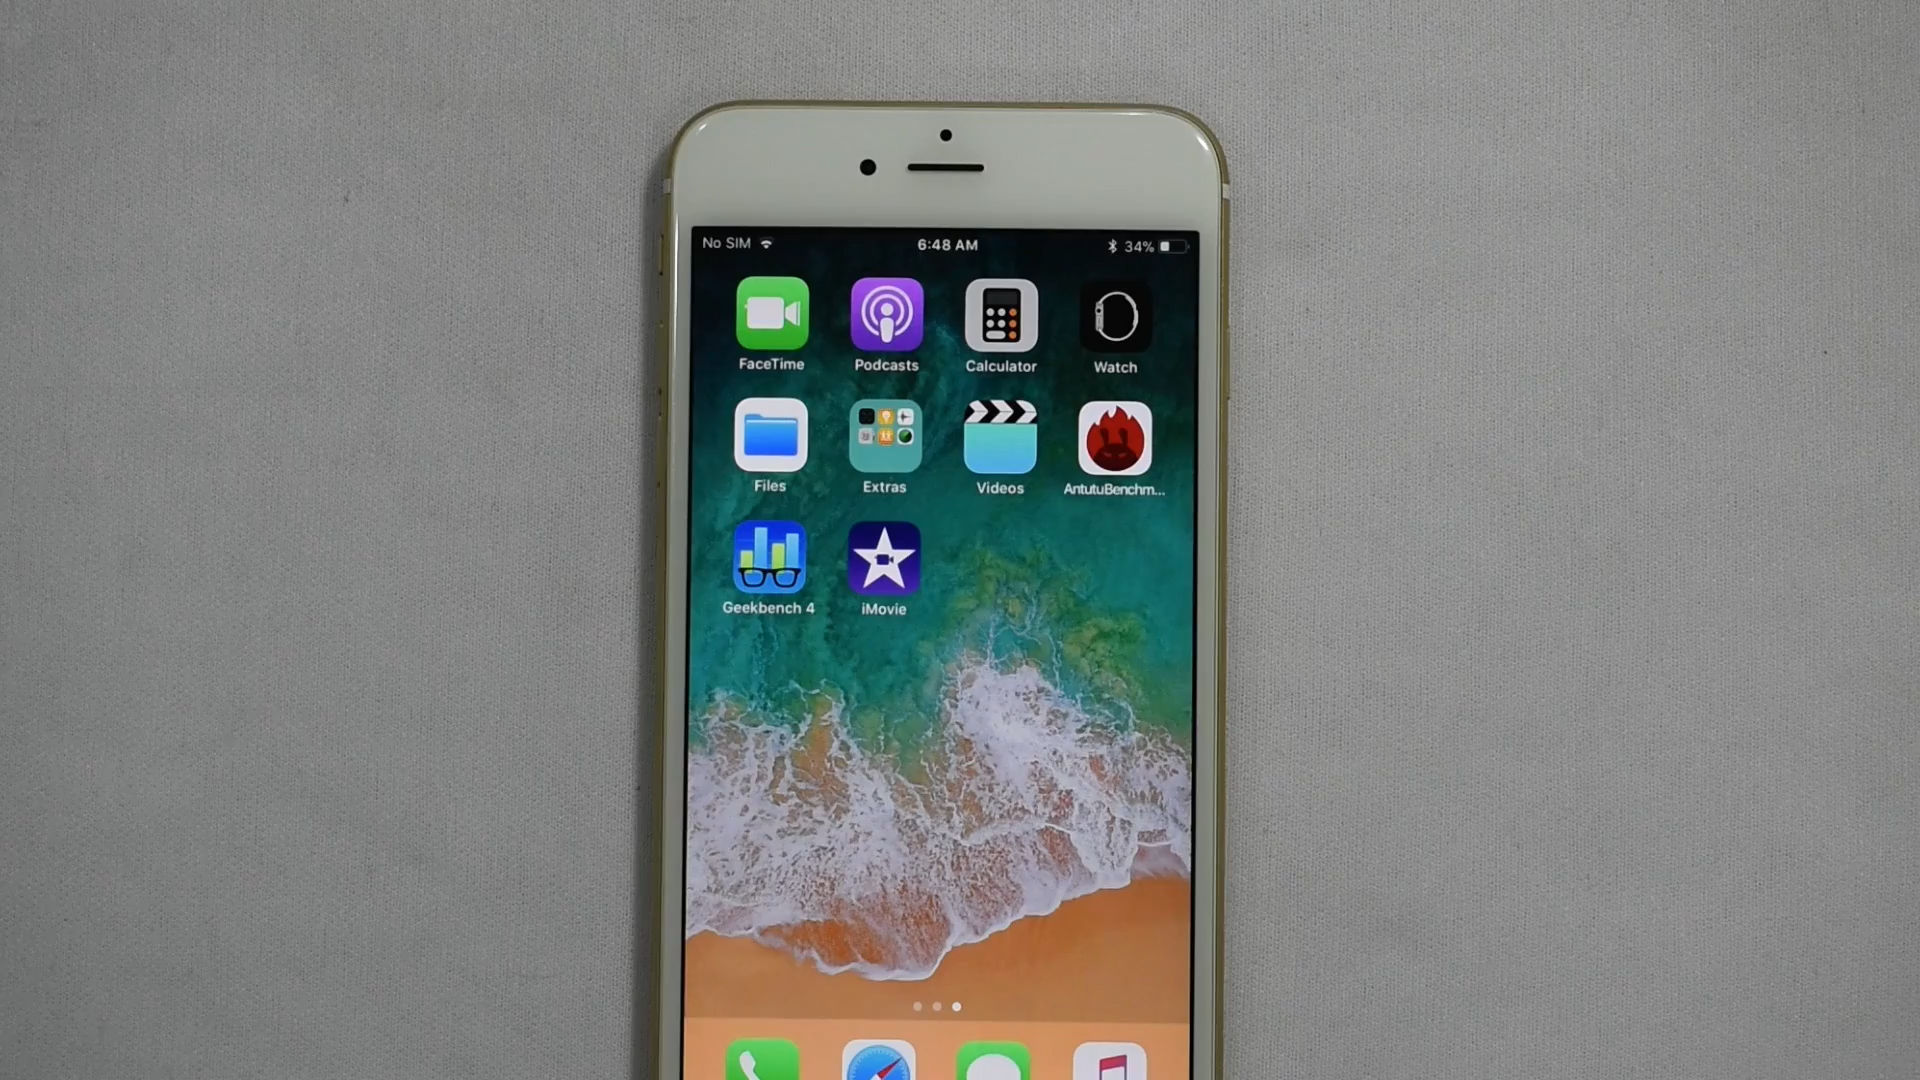 No SIM 6:48 AM 34%
FaceTime Podcasts Calculator Watch
Files Extras Videos AntutuBenchm...
Geekbench 4 iMovie